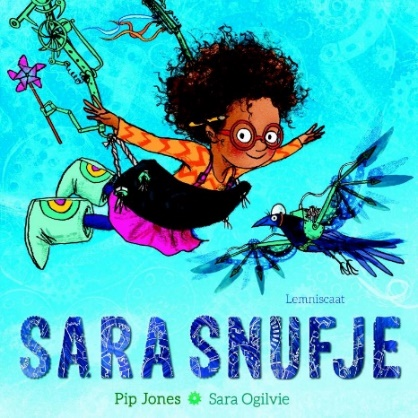 Lemniscaat
SARA SNUFJE
Pip Jones Sara Ogilvie